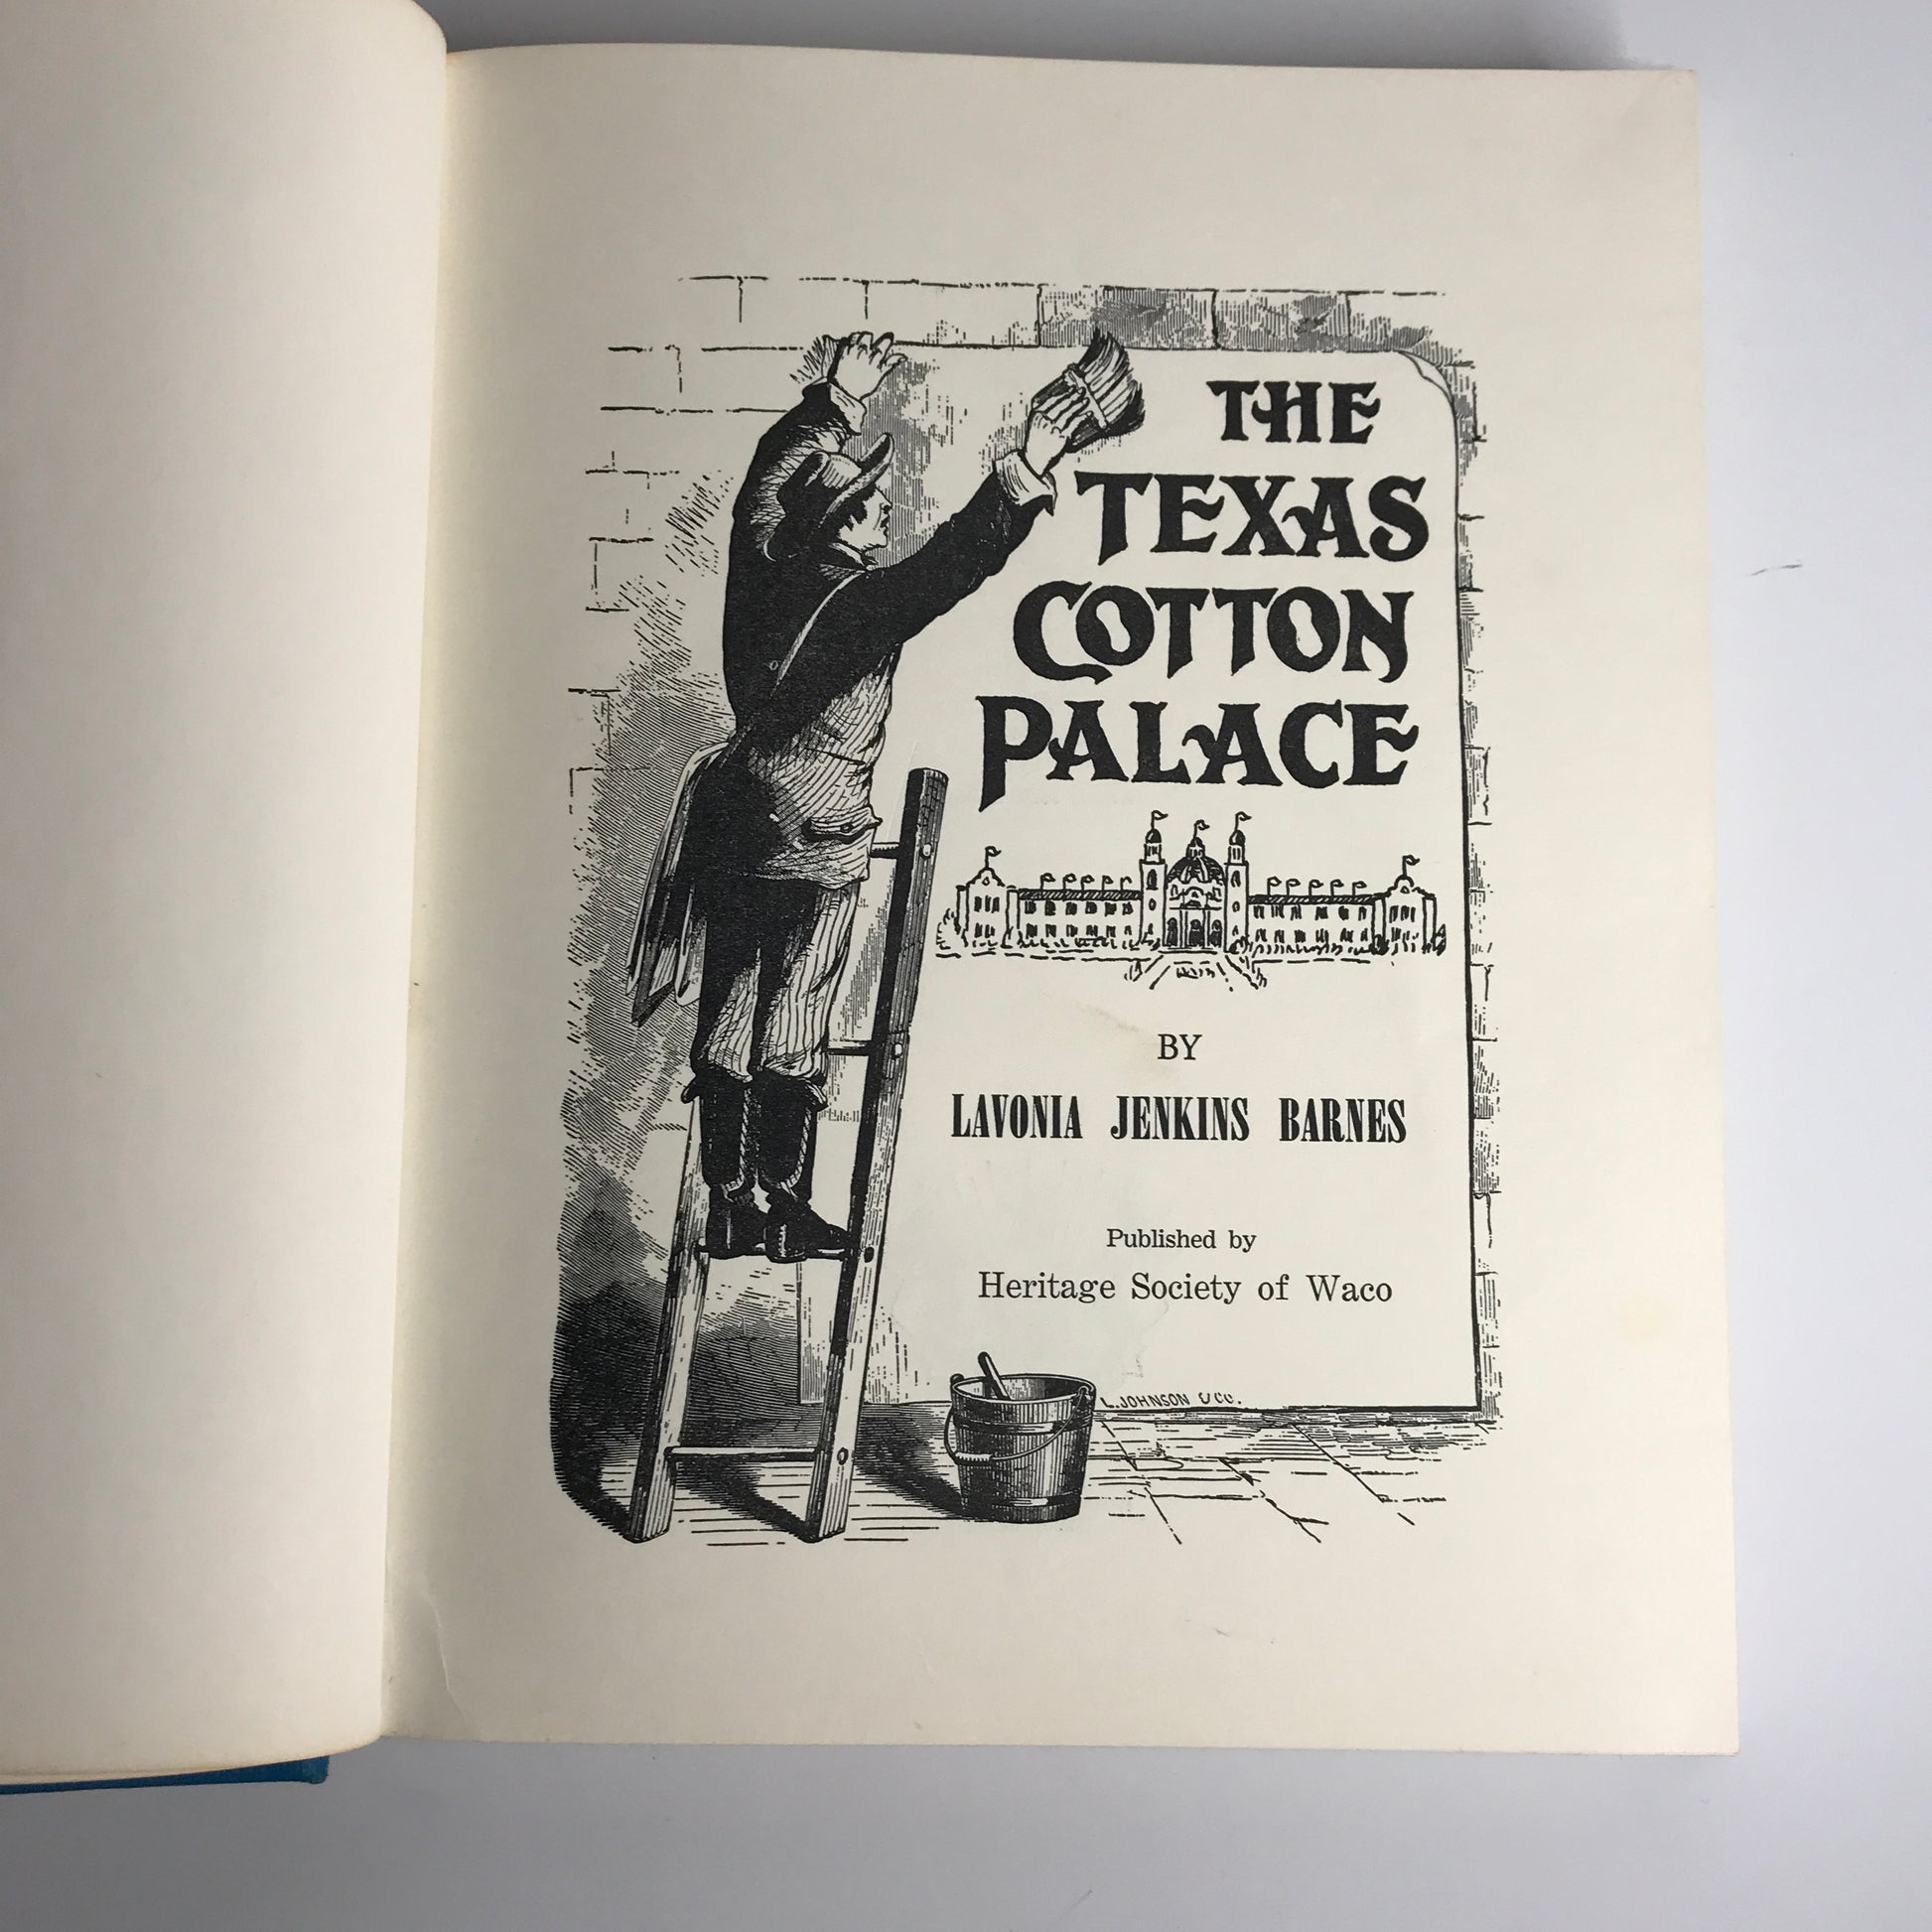 THE
TEXAS
COTTON
PALACE
BY
LAVONIA JENKINS BARNES
Published by
Heritage Society of Waco
L. JOHNSON & CO.